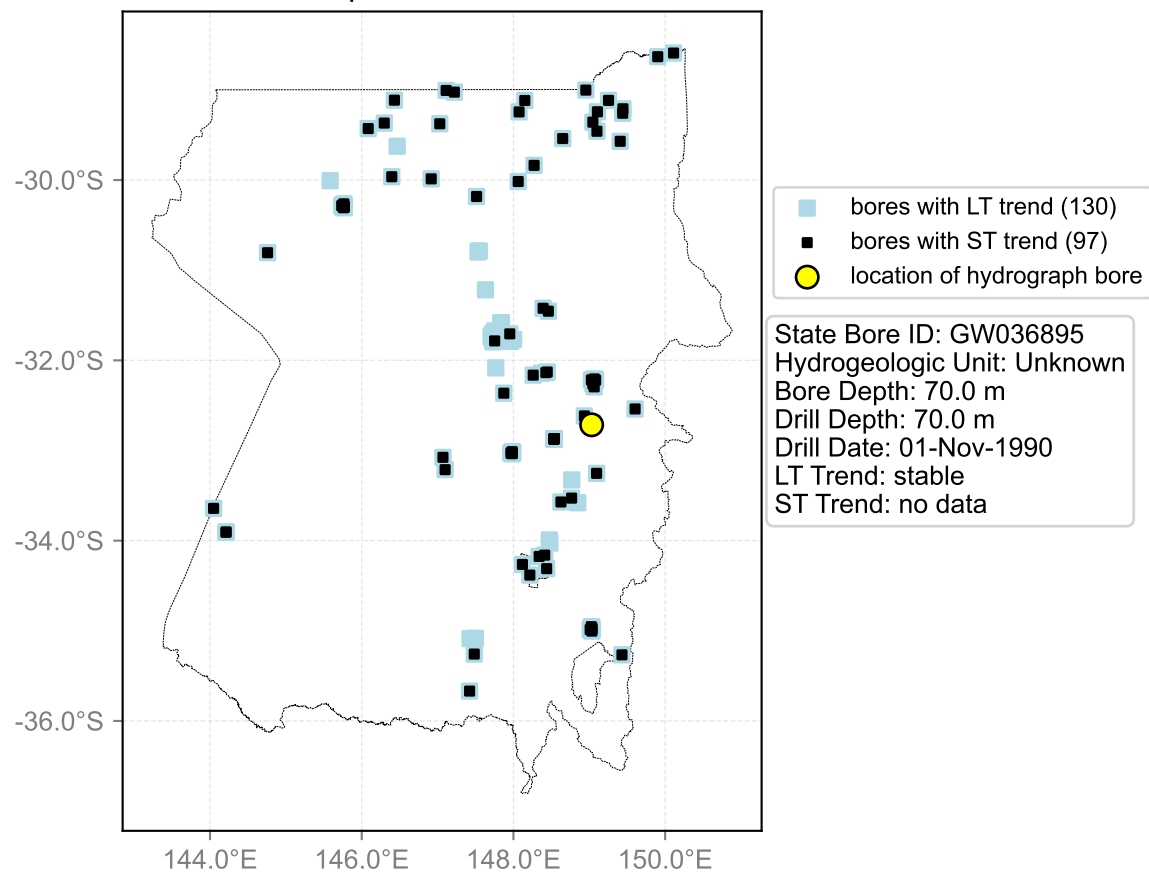 -30.0°S
-32.0°S
-34.0°S
-36.0°S
144.0°E
146.0°E
148.0°E
150.0°E
bores with LT trend (130)
bores with ST trend (97)
location of hydrograph bore
State Bore ID: GW036895
Hydrogeologic Unit: Unknown
Bore Depth: 70.0 m
Drill Depth: 70.0 m
Drill Date: 01-Nov-1990
LT Trend: stable
ST Trend: no data